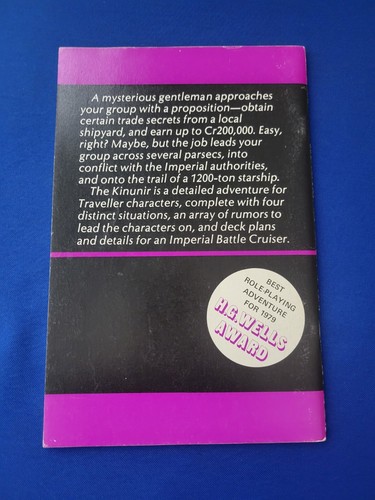 A mysterious gentleman approaches
your group with a proposition—obtain
certain trade secrets from a local
shipyard, and earn up to Cr200,000. Easy,
right? Maybe, but the job leads your
group across several parsecs, into
conflict with the Imperial authorities,
and onto the trail of a 1200-ton starship.
The Kinunir is a detailed adventure for
Traveller characters, complete with four
distinct situations, an array of rumors to
lead the characters on, and deck plans
and details for an Imperial Battle Cruiser.
BEST
ROLE-PLAYING
ADVENTURE
FOR 1979
H.G. WELLS
AWARD